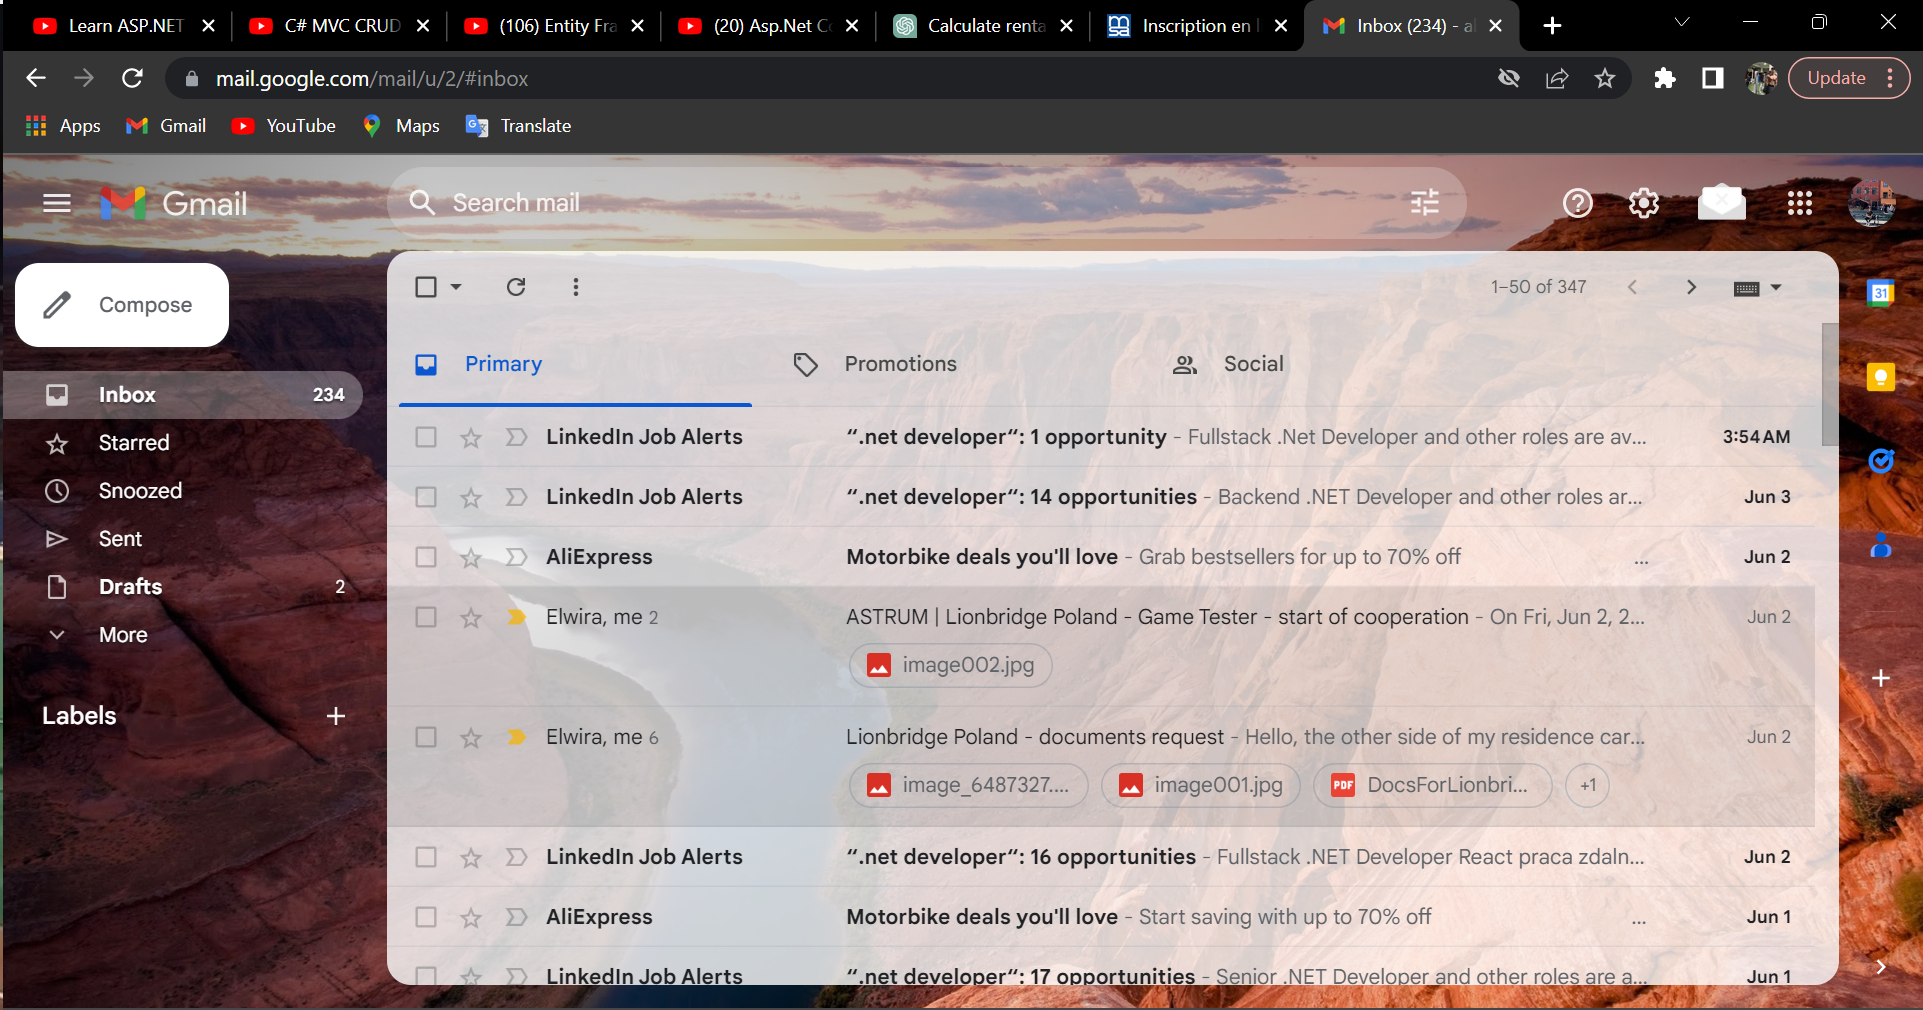 Learn ASP.NET
C# MVC CRUD
(106) Entity Fra
(20) Asp.Net Co
Calculate renta
Inscription en l
Inbox (234) - al
mail.google.com/mail/u/2/#inbox
Update
Apps
Gmail
YouTube
Maps
Translate
Gmail
Search mail
Compose
1–50 of 347
31
Primary
Promotions
Social
Inbox 234
Starred
Snoozed
Sent
Drafts 2
More
Labels
LinkedIn Job Alerts “.net developer“: 1 opportunity - Fullstack .Net Developer and other roles are av... 3:54 AM
LinkedIn Job Alerts “.net developer“: 14 opportunities - Backend .NET Developer and other roles ar... Jun 3
AliExpress Motorbike deals you'll love - Grab bestsellers for up to 70% off ... Jun 2
Elwira, me 2 ASTRUM | Lionbridge Poland - Game Tester - start of cooperation - On Fri, Jun 2, 2... Jun 2
image002.jpg
Elwira, me 6 Lionbridge Poland - documents request - Hello, the other side of my residence car... Jun 2
image_6487327.... image001.jpg PDF DocsForLionbri... +1
LinkedIn Job Alerts “.net developer“: 16 opportunities - Fullstack .NET Developer React praca zdaln... Jun 2
AliExpress Motorbike deals you'll love - Start saving with up to 70% off ... Jun 1
LinkedIn Job Alerts “.net developer“: 17 opportunities - Senior .NET Developer and other roles are a... Jun 1